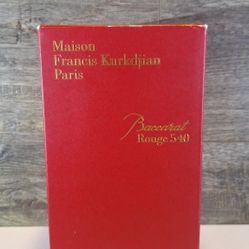 Maison
Francis Kurkdjian
Paris
Baccarat
Rouge 540